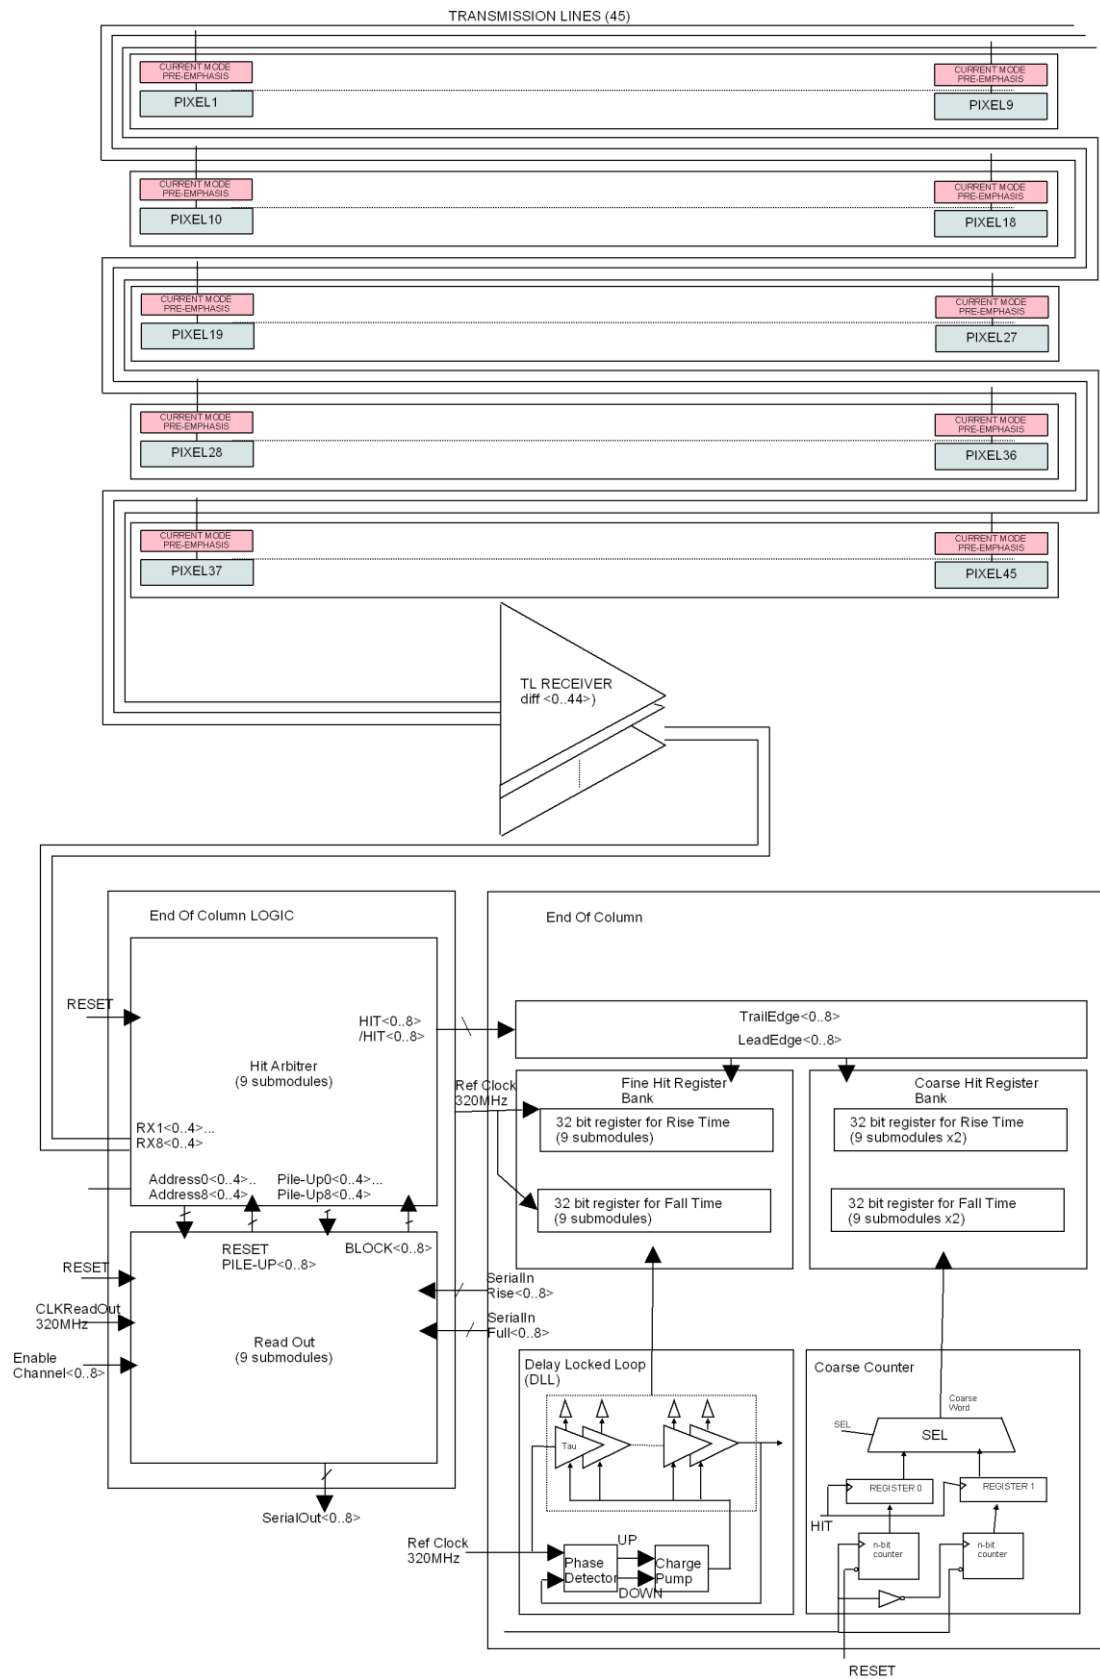 TRANSMISSION LINES (45)
CURRENT MODE
PRE-EMPHASIS
PIXEL1
CURRENT MODE
PRE-EMPHASIS
PIXEL9
CURRENT MODE
PRE-EMPHASIS
PIXEL10
CURRENT MODE
PRE-EMPHASIS
PIXEL18
CURRENT MODE
PRE-EMPHASIS
PIXEL19
CURRENT MODE
PRE-EMPHASIS
PIXEL27
CURRENT MODE
PRE-EMPHASIS
PIXEL28
CURRENT MODE
PRE-EMPHASIS
PIXEL36
CURRENT MODE
PRE-EMPHASIS
PIXEL37
CURRENT MODE
PRE-EMPHASIS
PIXEL45
TL RECEIVER
diff <0..44>)
End Of Column LOGIC
RESET
HIT<0..8>
/HIT<0..8>
Hit Arbitrer
(9 submodules)
RX1<0..4>...
RX8<0..4>
Address0<0..4>..
Address8<0..4>
Pile-Up0<0..4>...
Pile-Up8<0..4>
RESET
PILE-UP<0..8>
BLOCK<0..8>
RESET
CLKReadOut
320MHz
Enable
Channel<0..8>
Read Out
(9 submodules)
SerialOut<0..8>
End Of Column
TrailEdge<0..8>
LeadEdge<0..8>
Ref Clock
320MHz
Fine Hit Register
Bank
32 bit register for Rise Time
(9 submodules)
32 bit register for Fall Time
(9 submodules)
Coarse Hit Register
Bank
32 bit register for Rise Time
(9 submodules x2)
32 bit register for Fall Time
(9 submodules x2)
SerialIn
Rise<0..8>
SerialIn
Full<0..8>
Delay Locked Loop
(DLL)
Tau
Ref Clock
320MHz
Phase
Detector
UP
DOWN
Charge
Pump
Coarse Counter
Coarse
Word
SEL
SEL
REGISTER 0
REGISTER 1
HIT
n-bit
counter
n-bit
counter
RESET